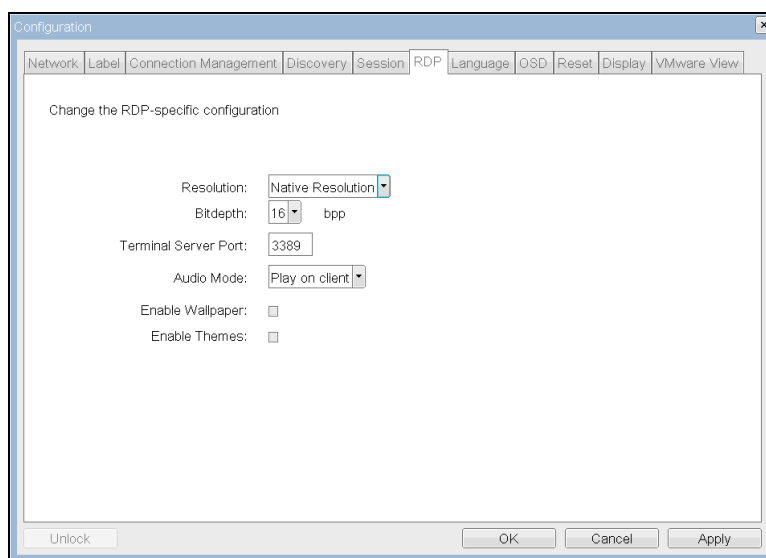 Configuration
Network Label Connection Management Discovery Session RDP Language OSD Reset Display VMware View
Change the RDP-specific configuration
Resolution: Native Resolution
Bitdepth: 16 bpp
Terminal Server Port: 3389
Audio Mode: Play on client
Enable Wallpaper:
Enable Themes:
Unlock OK Cancel Apply